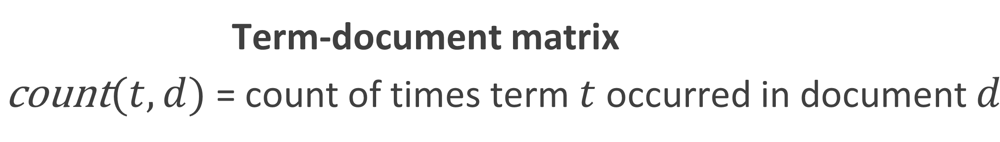 Term-document matrix
count(t, d) = count of times term t occurred in document d